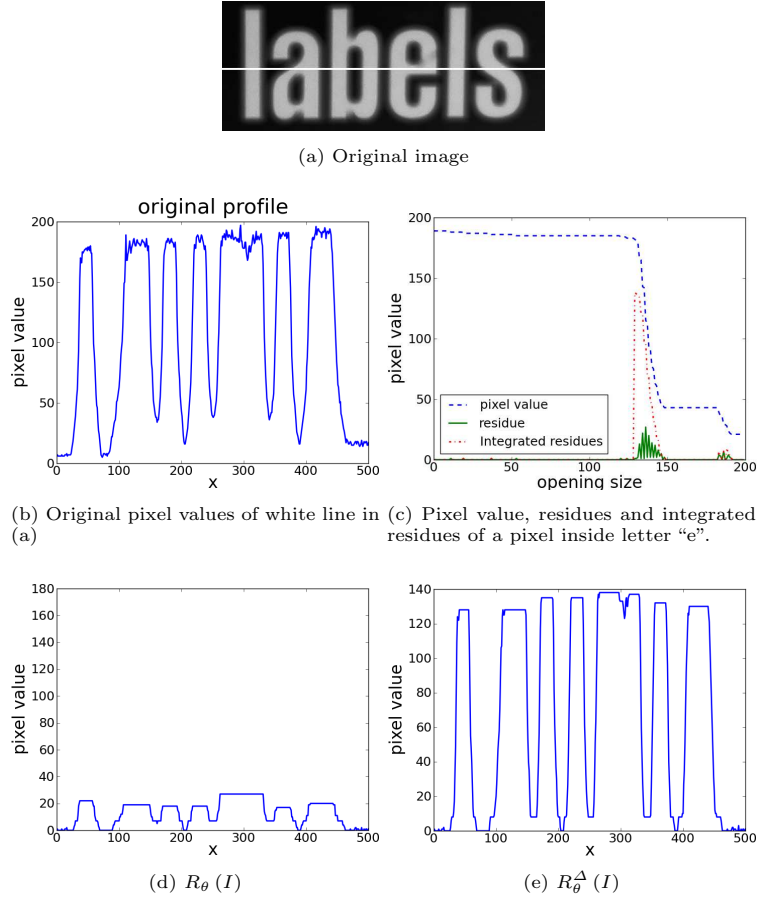 labels
(a) Original image
original profile
200
150
100
50
0
pixel value
0 100 200 300 400 500
x
200
150
100
50
0
pixel value
pixel value
residue
Integrated residues
0 50 100 150 200
opening size
(b) Original pixel values of white line in
(a)
(c) Pixel value, residues and integrated
residues of a pixel inside letter “e”.
180
160
140
120
100
80
60
40
20
0
pixel value
0 100 200 300 400 500
x
(d) R_θ (I)
140
120
100
80
60
40
20
0
pixel value
0 100 200 300 400 500
x
(e) R_θ^Δ (I)